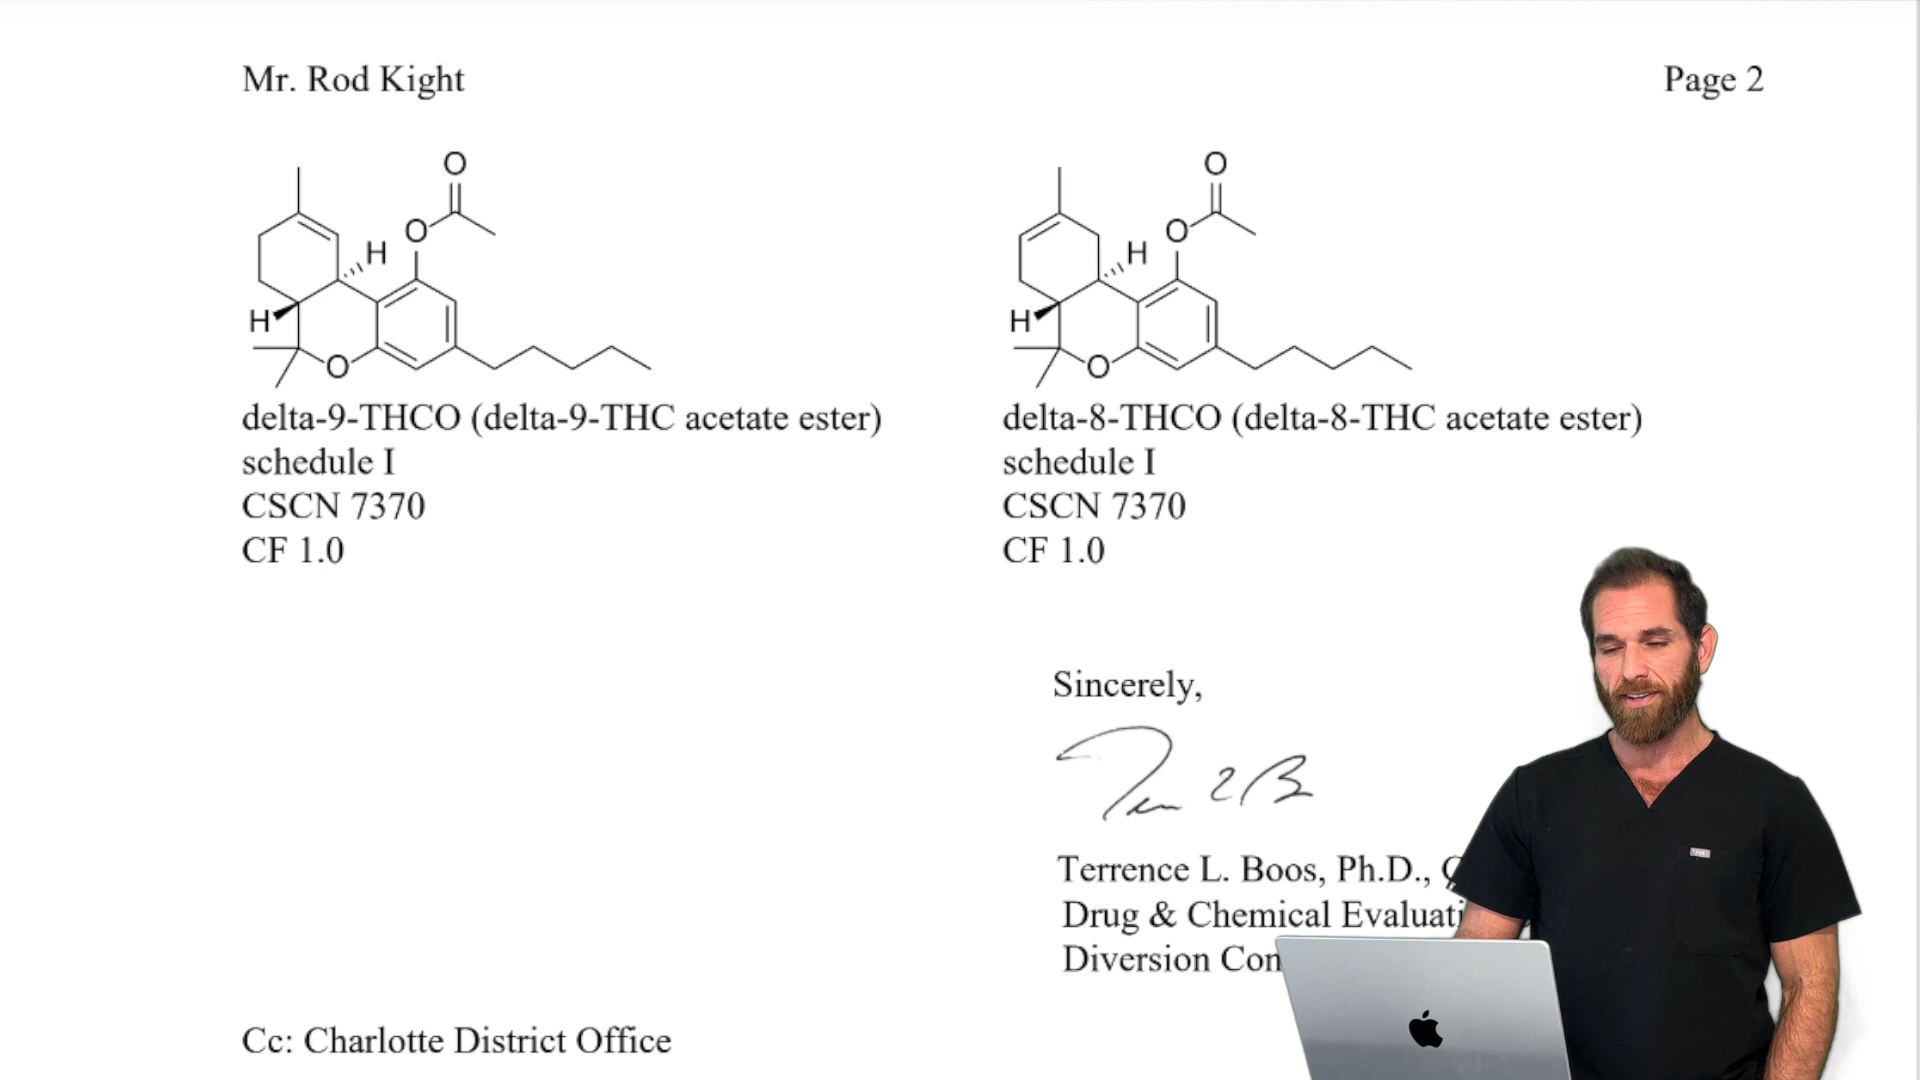 Mr. Rod Kight
Page 2
O
O
H
H
O
delta-9-THCO (delta-9-THC acetate ester)
schedule I
CSCN 7370
CF 1.0
O
O
H
H
O
delta-8-THCO (delta-8-THC acetate ester)
schedule I
CSCN 7370
CF 1.0
Sincerely,
Terrence L. Boos, Ph.D.,
Drug & Chemical
Diversion
Cc: Charlotte District Office